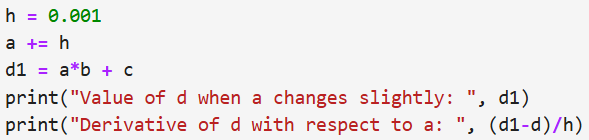 h = 0.001
a += h
d1 = a*b + c
print("Value of d when a changes slightly: ", d1)
print("Derivative of d with respect to a: ", (d1-d)/h)